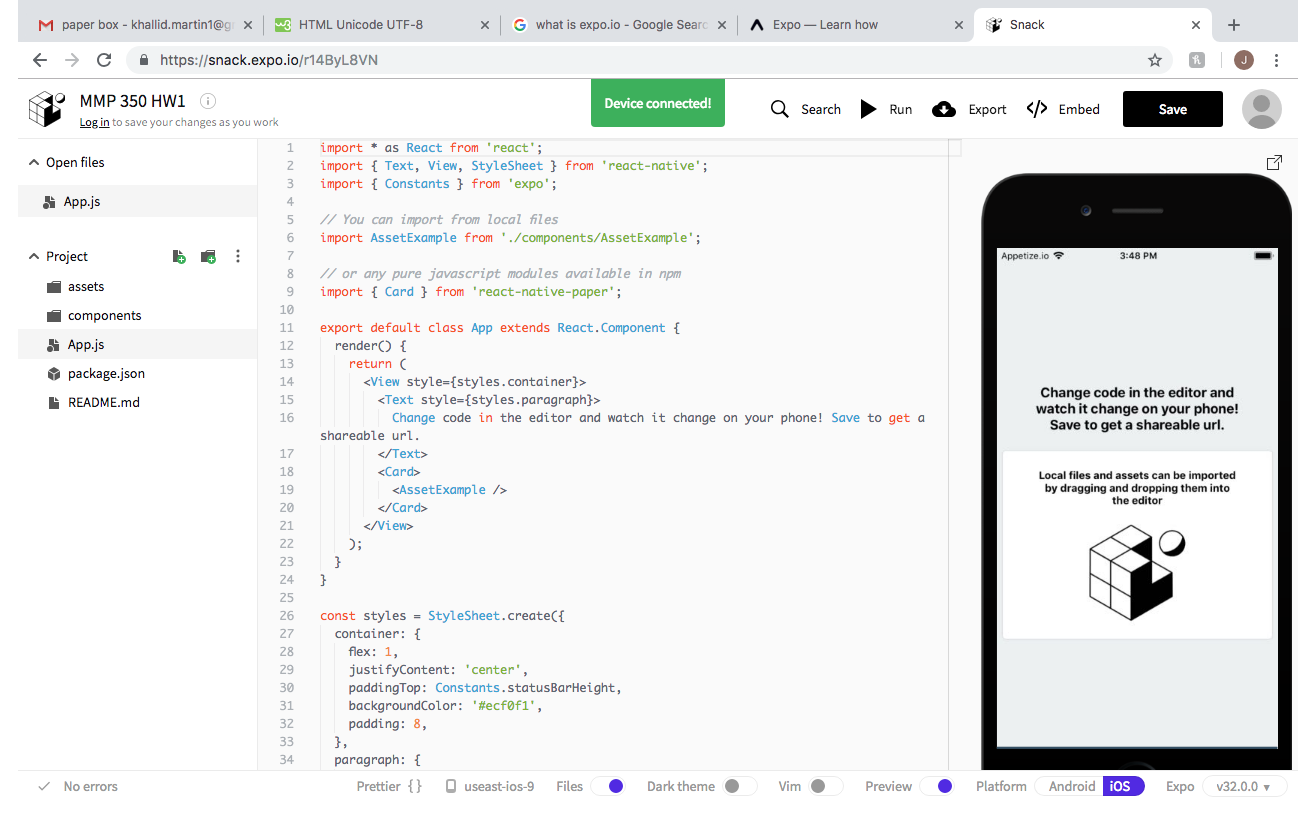 paper box - khallid.martin1@g
HTML Unicode UTF-8
what is expo.io - Google Searc
Expo — Learn how
Snack
https://snack.expo.io/r14ByL8VN
J
MMP 350 HW1
Log in to save your changes as you work
Device connected!
Search
Run
Export
Embed
Save
Open files
App.js
Project
assets
components
App.js
package.json
README.md
1 import * as React from 'react';
2 import { Text, View, StyleSheet } from 'react-native';
3 import { Constants } from 'expo';
4
5 // You can import from local files
6 import AssetExample from './components/AssetExample';
7
8 // or any pure javascript modules available in npm
9 import { Card } from 'react-native-paper';
10
11 export default class App extends React.Component {
12 render() {
13 return (
14 <View style={styles.container}>
15 <Text style={styles.paragraph}>
16 Change code in the editor and watch it change on your phone! Save to get a
shareable url.
17 </Text>
18 <Card>
19 <AssetExample />
20 </Card>
21 </View>
22 );
23 }
24 }
25
26 const styles = StyleSheet.create({
27 container: {
28 flex: 1,
29 justifyContent: 'center',
30 paddingTop: Constants.statusBarHeight,
31 backgroundColor: '#ecf0f1',
32 padding: 8,
33 },
34 paragraph: {
Appetize.io
3:48 PM
Change code in the editor and
watch it change on your phone!
Save to get a shareable url.
Local files and assets can be imported
by dragging and dropping them into
the editor
No errors
Prettier { }
useast-ios-9
Files
Dark theme
Vim
Preview
Platform
Android
iOS
Expo
v32.0.0